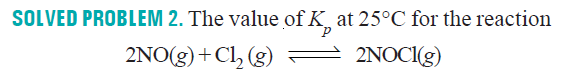 SOLVED PROBLEM 2. The value of Kₚ at 25°C for the reaction
2NO(g) + Cl₂ (g) ⇌ 2NOCl(g)